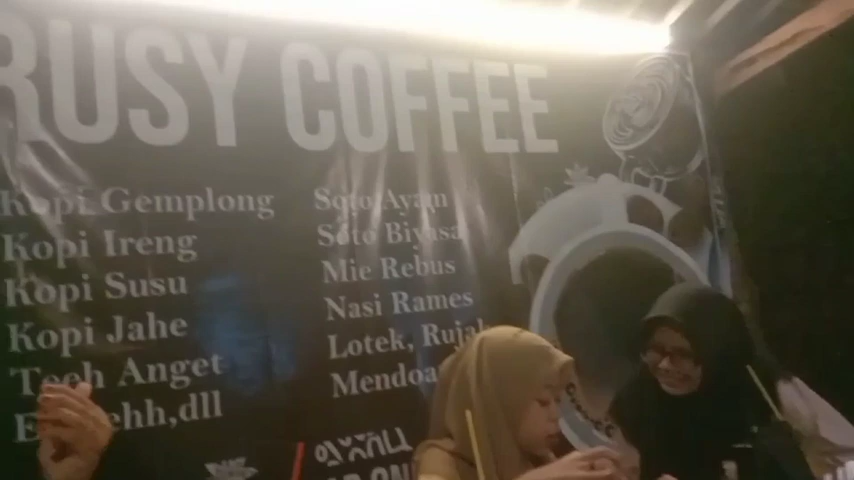 RUSY COFFEE
Kopi Gemplong
Kopi Ireng
Kopi Susu
Kopi Jahe
Teeh Anget
Soto Ayam
Soto Biyasa
Mie Rebus
Nasi Rames
Lotek, Rujak
Mendoa